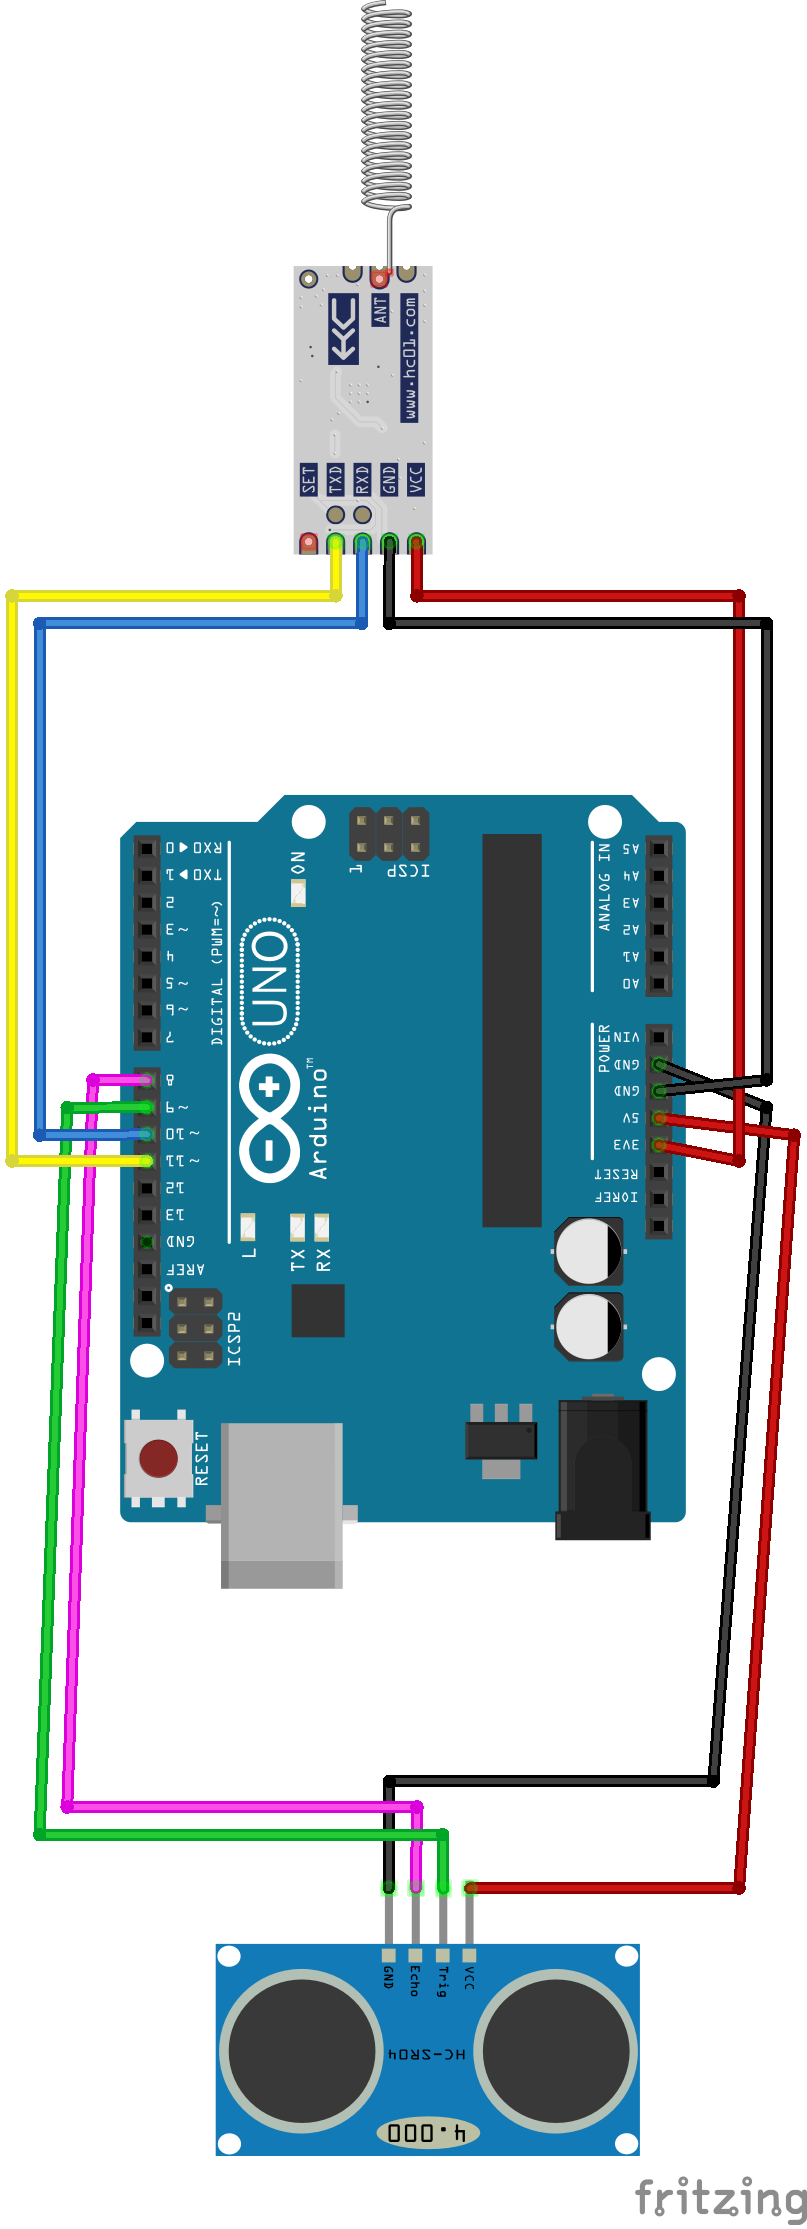 ANT
www.hc01.com
HC
SET
TXD
RXD
GND
VCC
RX0 ◀ 0
TX0 ◀ 1
2
~3
4
~5
~6
7
8
~9
~10
~11
12
13
GND
AREF
DIGITAL (PWM=~)
ON
1
ICSP
UNO
Arduino™
L
TX
RX
ICSP2
RESET
A5
A4
A3
A2
A1
A0
ANALOG IN
POWER
VIN
GND
GND
5V
3V3
RESET
IOREF
GND
Echo
Trig
VCC
HC-SR04
4.000
fritzing